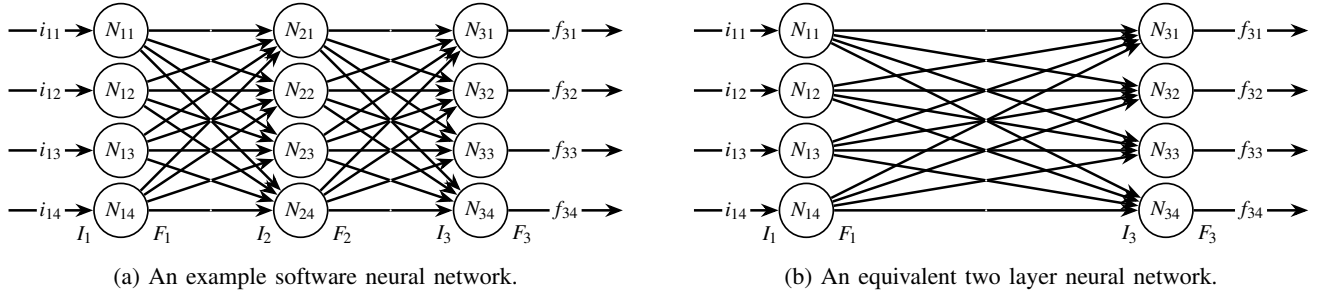 i11 N11 N21 N31 f31 i11 N11 N31 f31
i12 N12 N22 N32 f32 i12 N12 N32 f32
i13 N13 N23 N33 f33 i13 N13 N33 f33
i14 N14 N24 N34 f34 i14 N14 N34 f34
I1 F1 I2 F2 I3 F3 I1 F1 I3 F3
(a) An example software neural network.
(b) An equivalent two layer neural network.